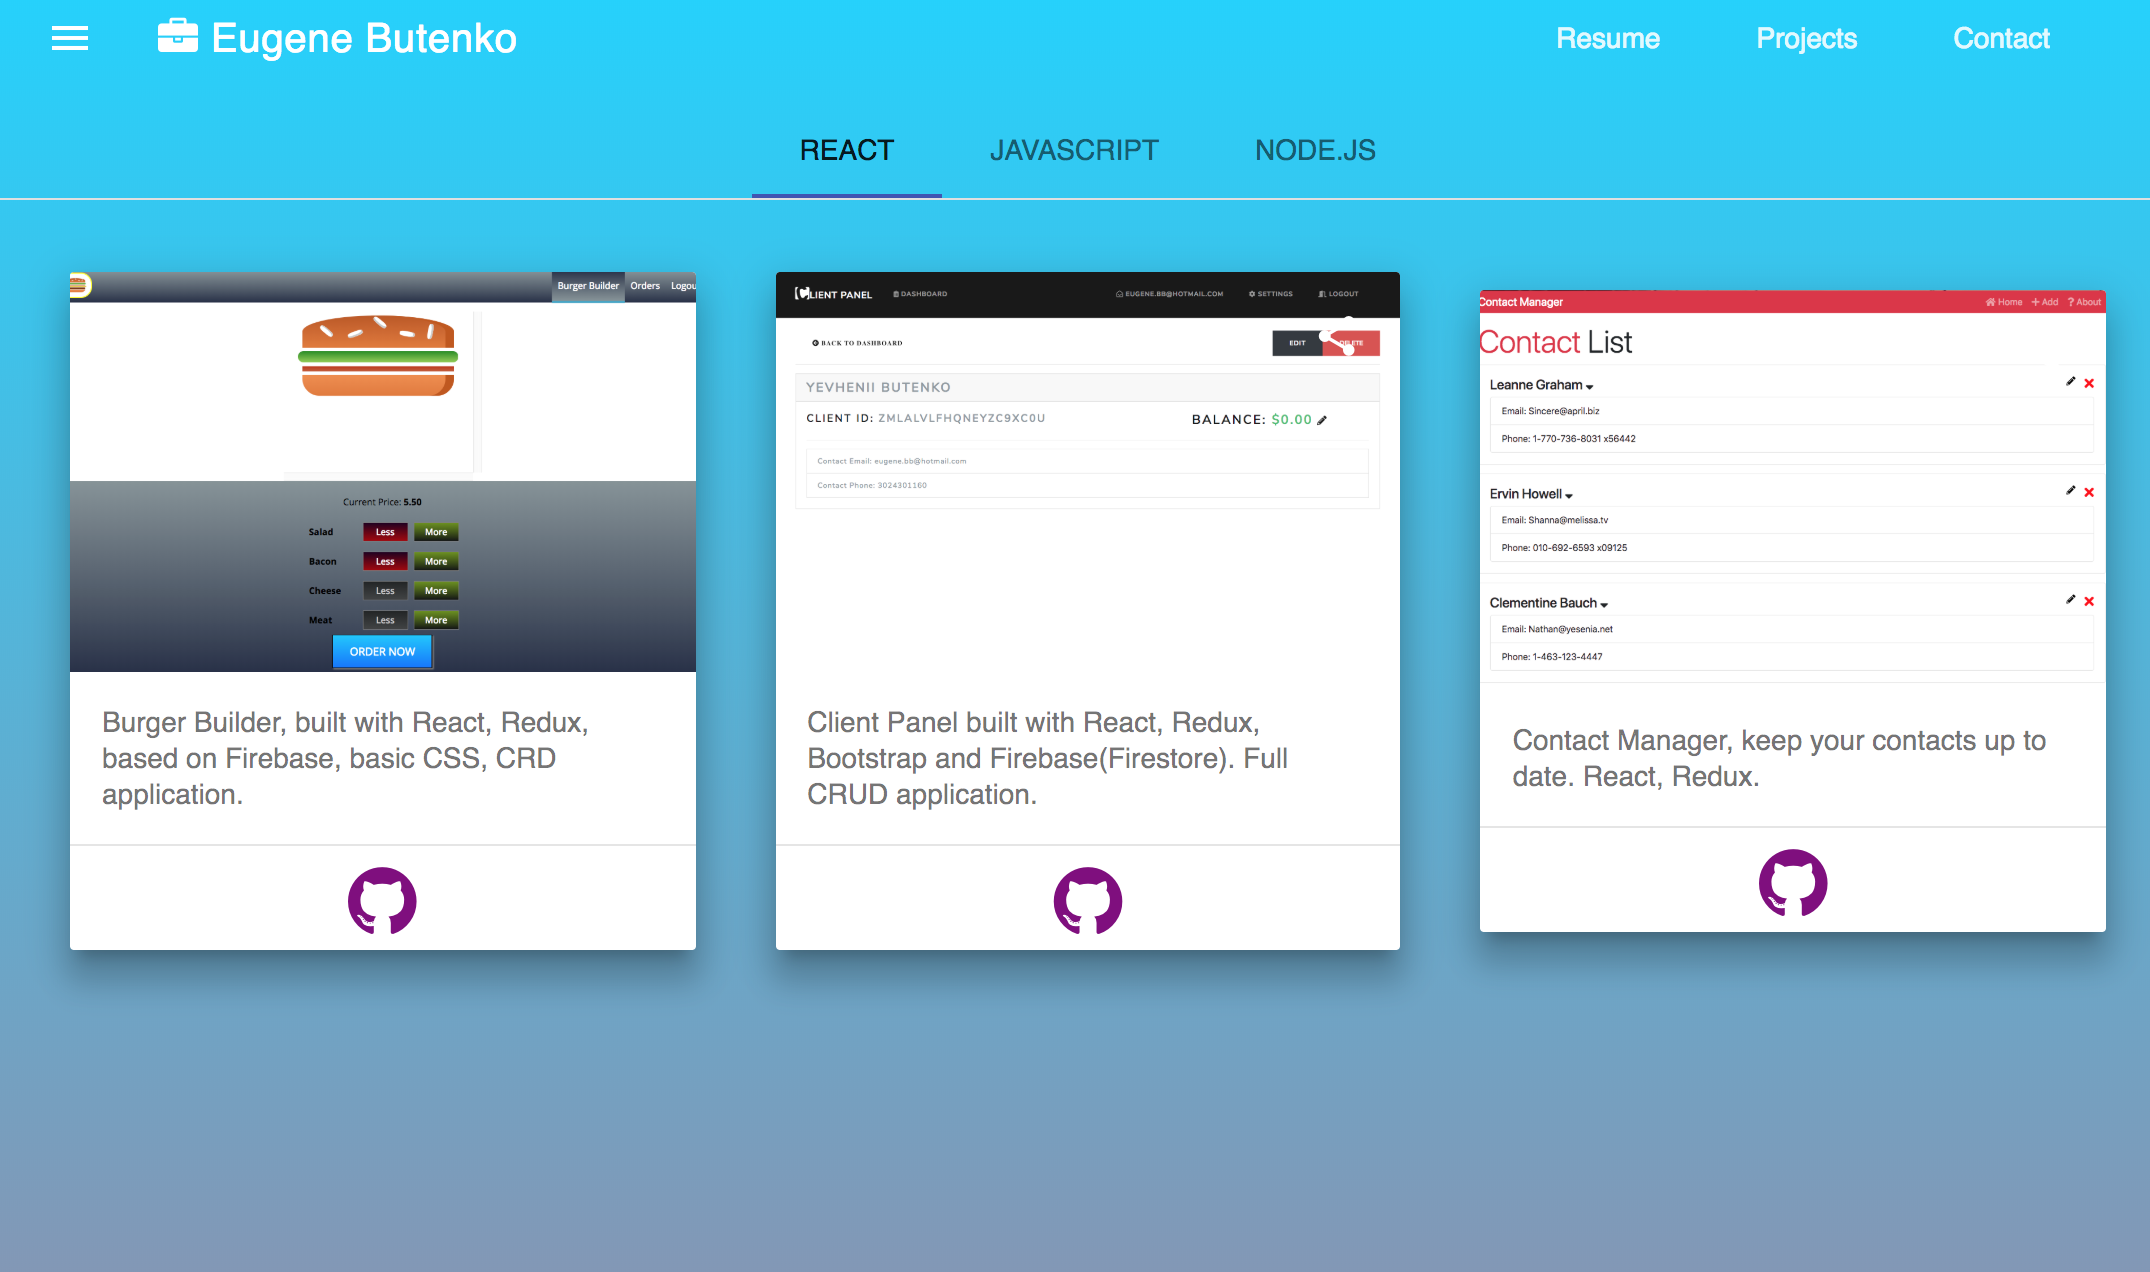 Eugene Butenko
Resume Projects Contact
REACT JAVASCRIPT NODE.JS
Burger Builder Orders Logou
Current Price: 5.50
Salad Less More
Bacon Less More
Cheese Less More
Meat Less More
ORDER NOW
Burger Builder, built with React, Redux,
based on Firebase, basic CSS, CRD
application.
CLIENT PANEL DASHBOARD EUGENE.BB@HOTMAIL.COM SETTINGS LOGOUT
BACK TO DASHBOARD EDIT DELETE
YEVHENII BUTENKO
CLIENT ID: ZMLALVLFHQNEYZC9XC0U BALANCE: $0.00
Contact Email: eugene.bb@hotmail.com
Contact Phone: 3024301160
Client Panel built with React, Redux,
Bootstrap and Firebase(Firestore). Full
CRUD application.
Contact Manager Home Add About
Contact List
Leanne Graham
Email: Sincere@april.biz
Phone: 1-770-736-8031 x56442
Ervin Howell
Email: Shanna@melissa.tv
Phone: 010-692-6593 x09125
Clementine Bauch
Email: Nathan@yesenia.net
Phone: 1-463-123-4447
Contact Manager, keep your contacts up to
date. React, Redux.